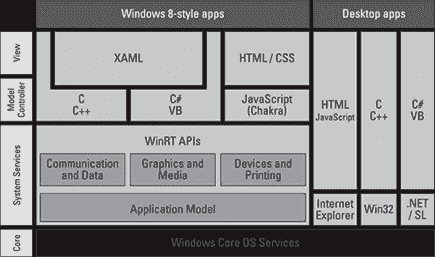 Windows 8-style apps
Desktop apps
View
Model
Controller
System Services
Core
XAML
HTML / CSS
C
C++
C#
VB
JavaScript
(Chakra)
HTML
JavaScript
C
C++
C#
VB
WinRT APIs
Communication
and Data
Graphics and
Media
Devices and
Printing
Application Model
Internet
Explorer
Win32
.NET
/ SL
Windows Core OS Services